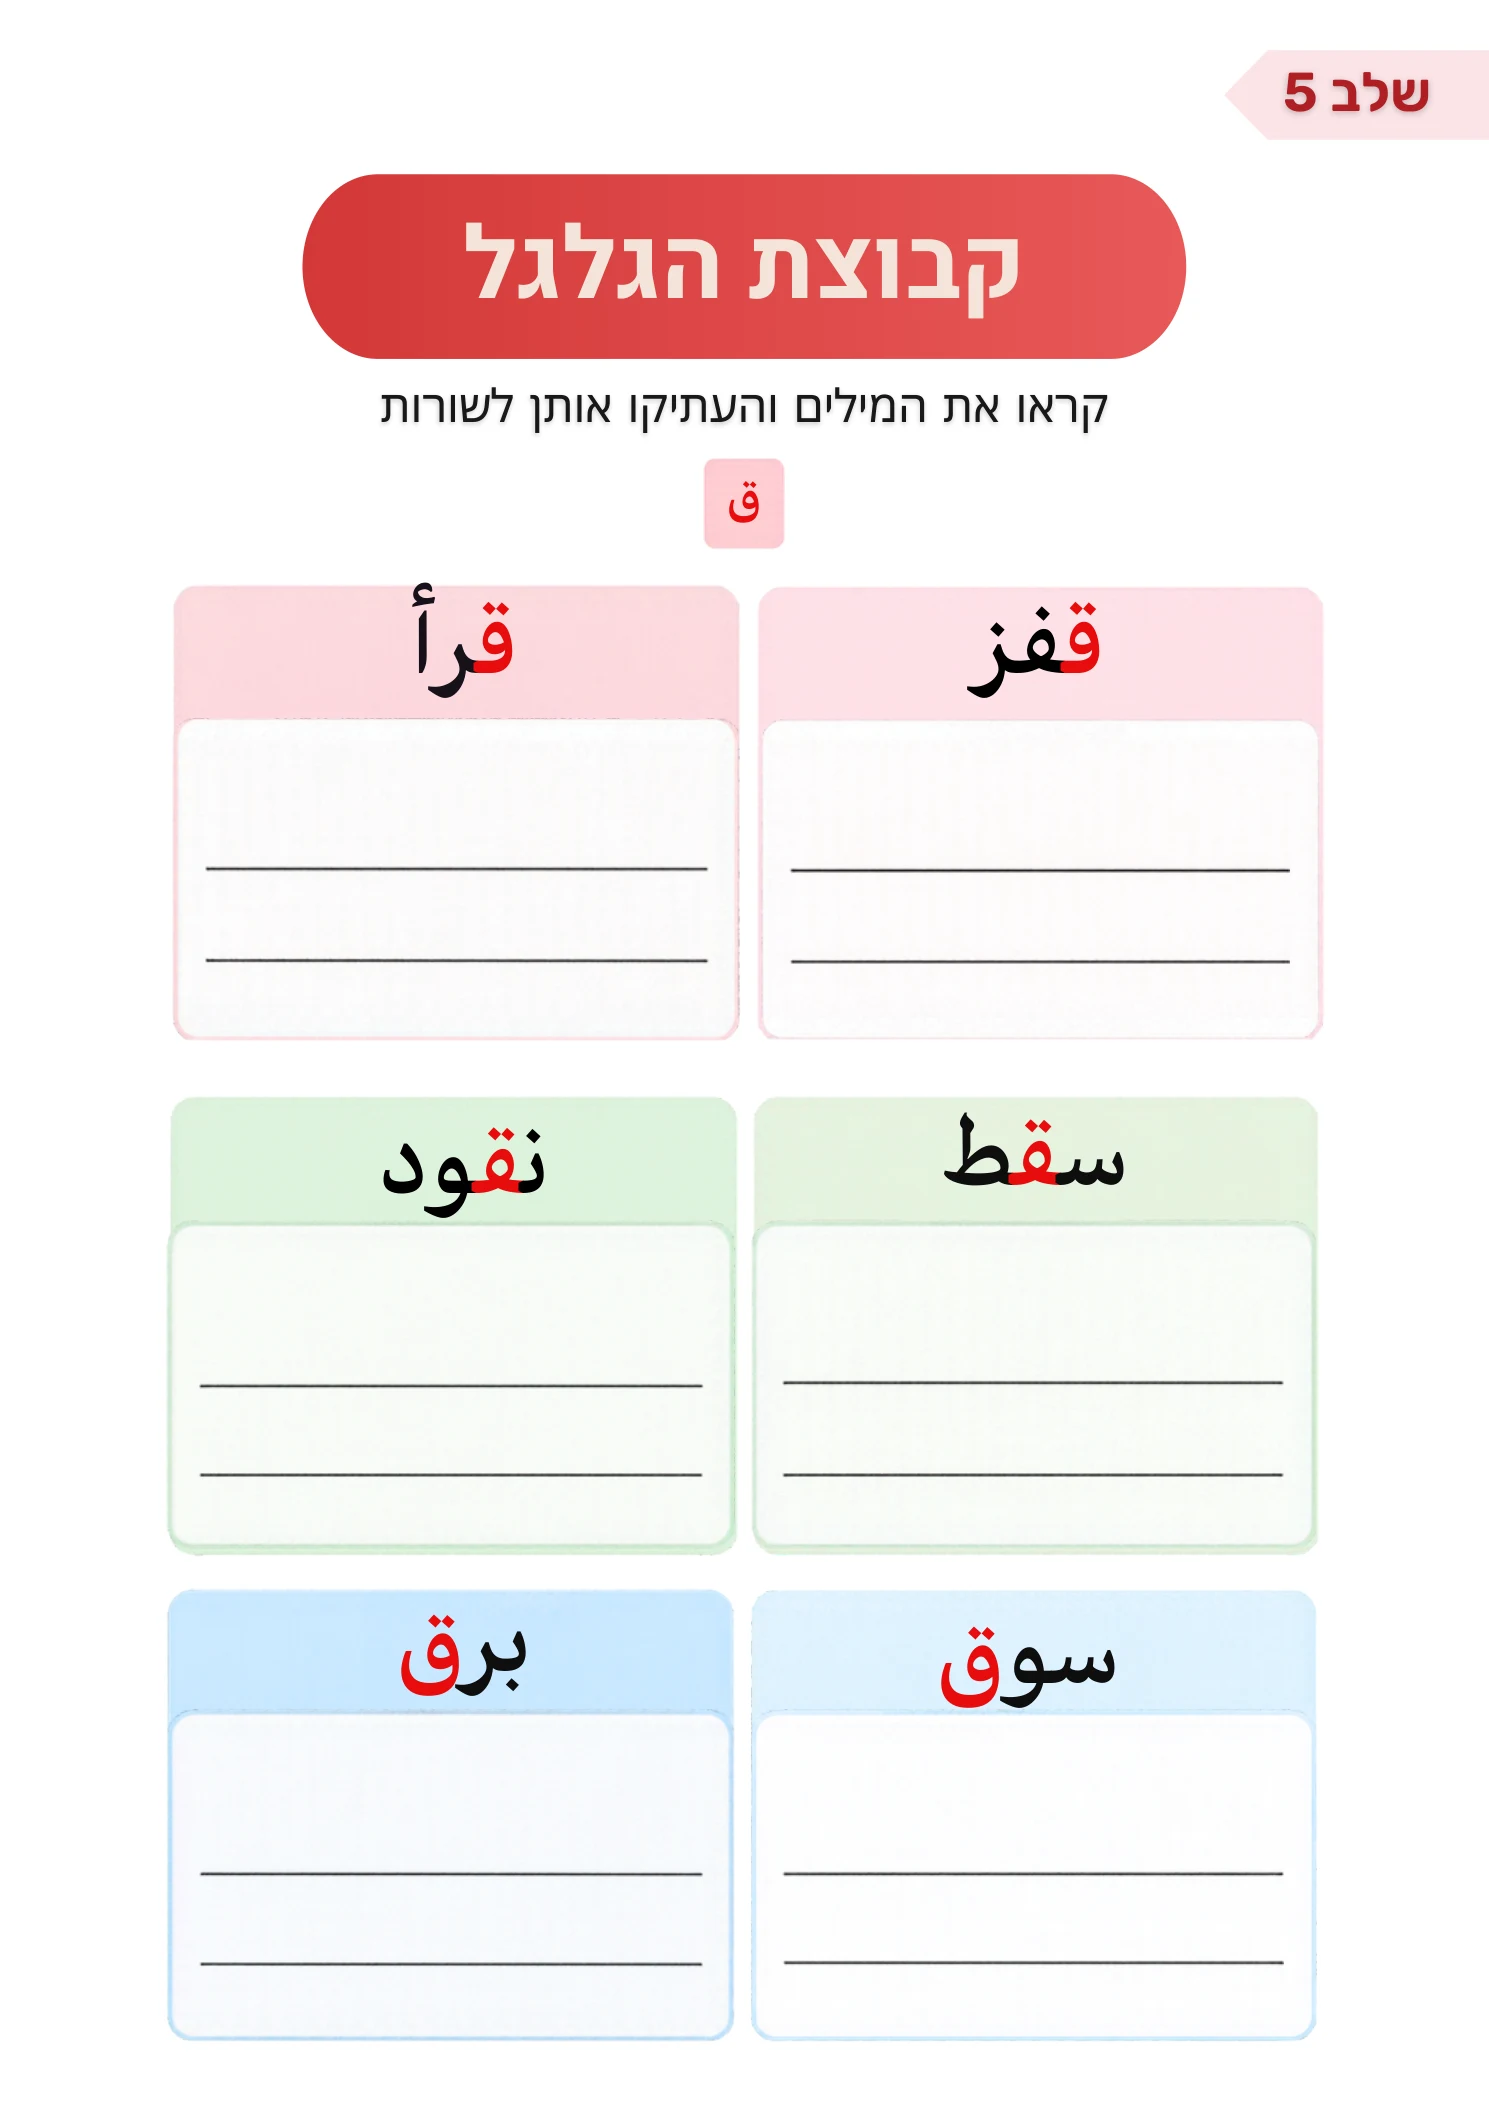 שלב 5
קבוצת הגלגל
קראו את המילים והעתיקו אותן לשורות
ق
قفز
قرأ
سقط
نقود
سوق
برق